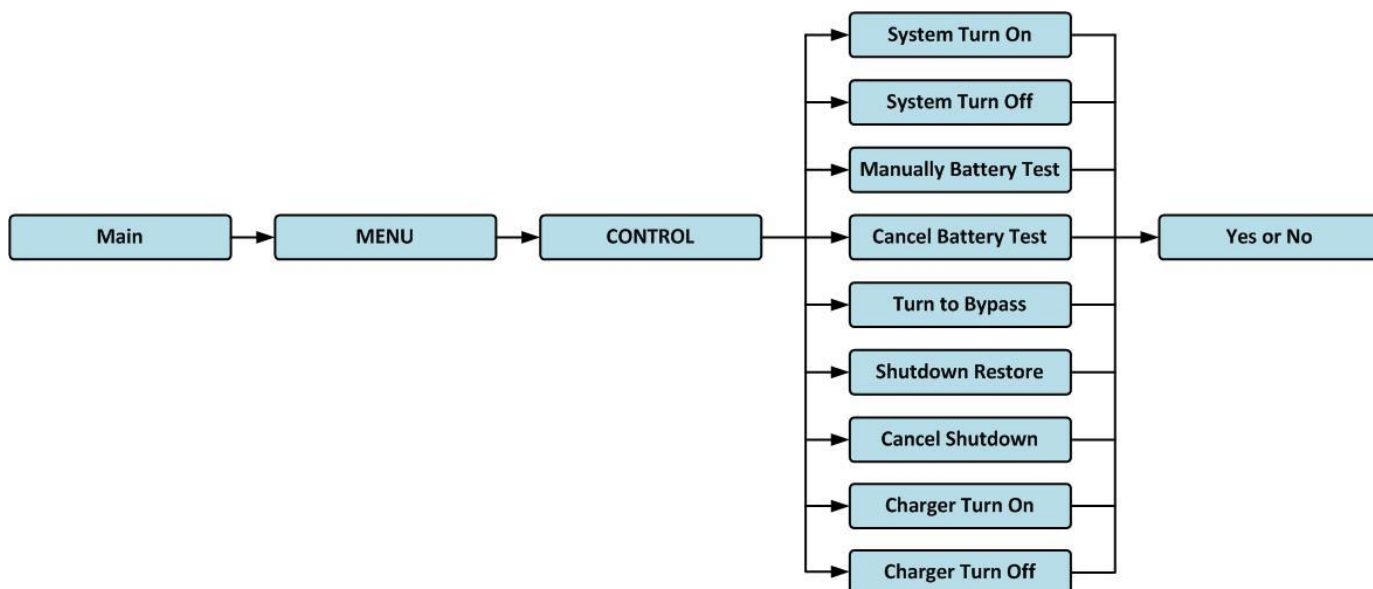 Main
MENU
CONTROL
System Turn On
System Turn Off
Manually Battery Test
Cancel Battery Test
Turn to Bypass
Shutdown Restore
Cancel Shutdown
Charger Turn On
Charger Turn Off
Yes or No